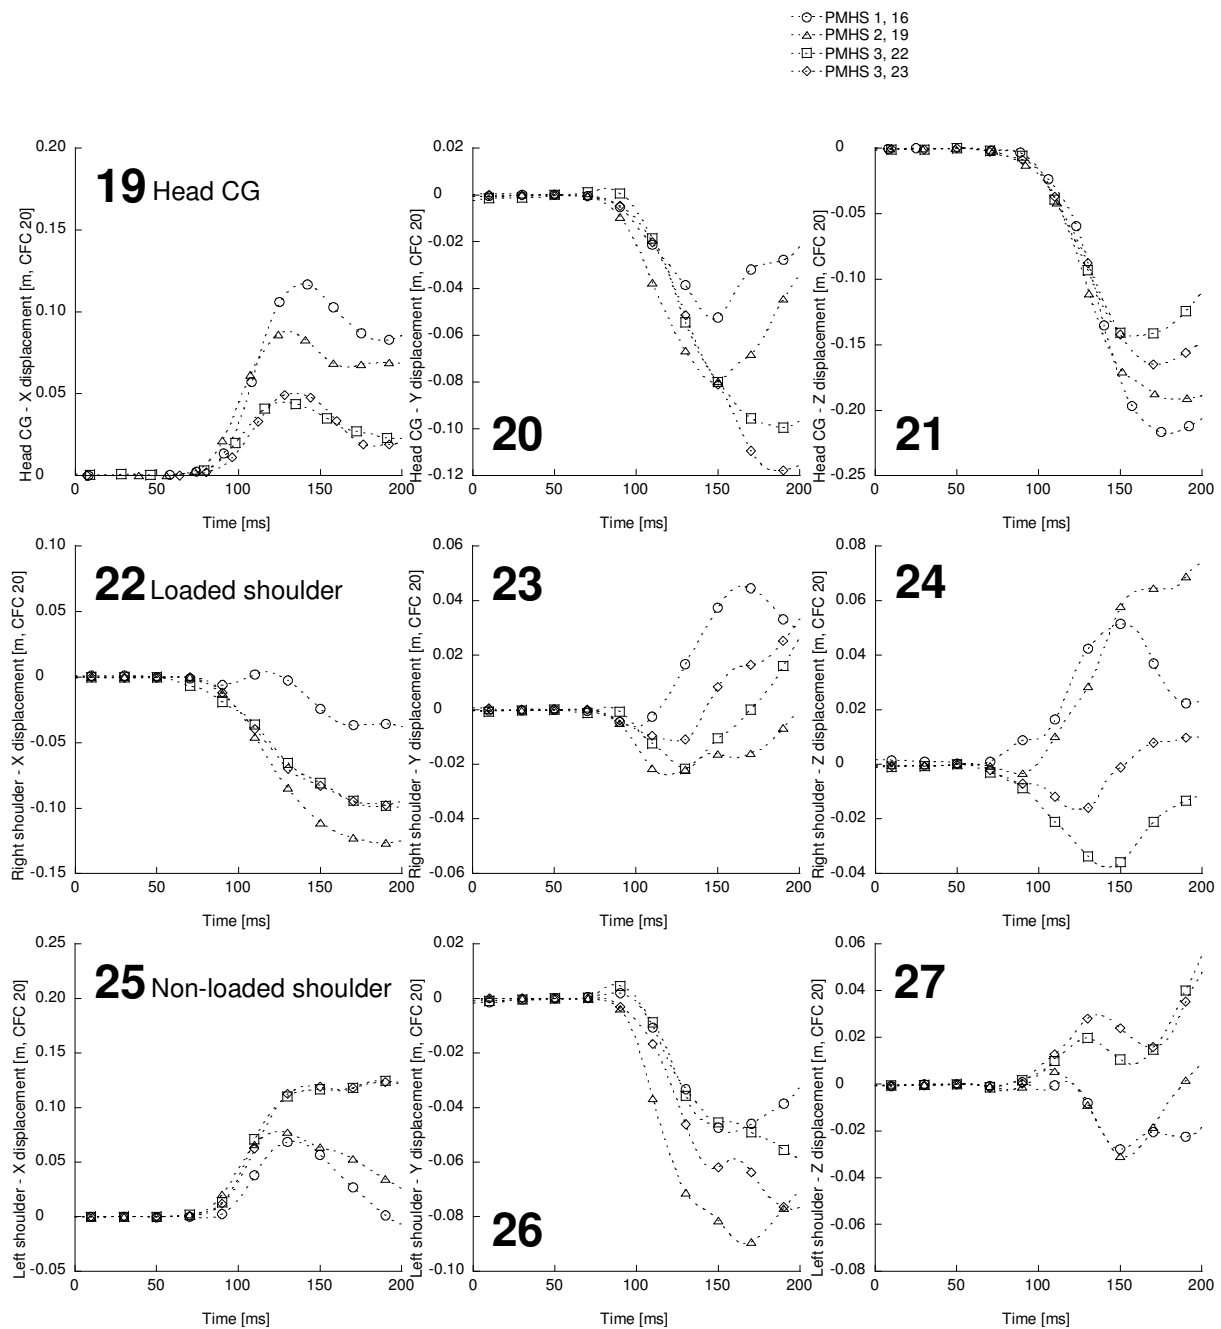 PMHS 1, 16
PMHS 2, 19
PMHS 3, 22
PMHS 3, 23
Head CG - X displacement [m, CFC 20]
0.20
0.15
0.10
0.05
0
19 Head CG
0 50 100 150 200
Time [ms]
Head CG - Y displacement [m, CFC 20]
0.02
0
-0.02
-0.04
-0.06
-0.08
-0.10
-0.12
20
0 50 100 150 200
Time [ms]
Head CG - Z displacement [m, CFC 20]
0
-0.05
-0.10
-0.15
-0.20
-0.25
21
0 50 100 150 200
Time [ms]
Right shoulder - X displacement [m, CFC 20]
0.10
0.05
0
-0.05
-0.10
-0.15
22 Loaded shoulder
0 50 100 150 200
Time [ms]
Right shoulder - Y displacement [m, CFC 20]
0.06
0.04
0.02
0
-0.02
-0.04
-0.06
23
0 50 100 150 200
Time [ms]
Right shoulder - Z displacement [m, CFC 20]
0.08
0.06
0.04
0.02
0
-0.02
-0.04
24
0 50 100 150 200
Time [ms]
Left shoulder - X displacement [m, CFC 20]
0.25
0.20
0.15
0.10
0.05
0
-0.05
25 Non-loaded shoulder
0 50 100 150 200
Time [ms]
Left shoulder - Y displacement [m, CFC 20]
0.02
0
-0.02
-0.04
-0.06
-0.08
-0.10
26
0 50 100 150 200
Time [ms]
Left shoulder - Z displacement [m, CFC 20]
0.06
0.04
0.02
0
-0.02
-0.04
-0.06
-0.08
27
0 50 100 150 200
Time [ms]